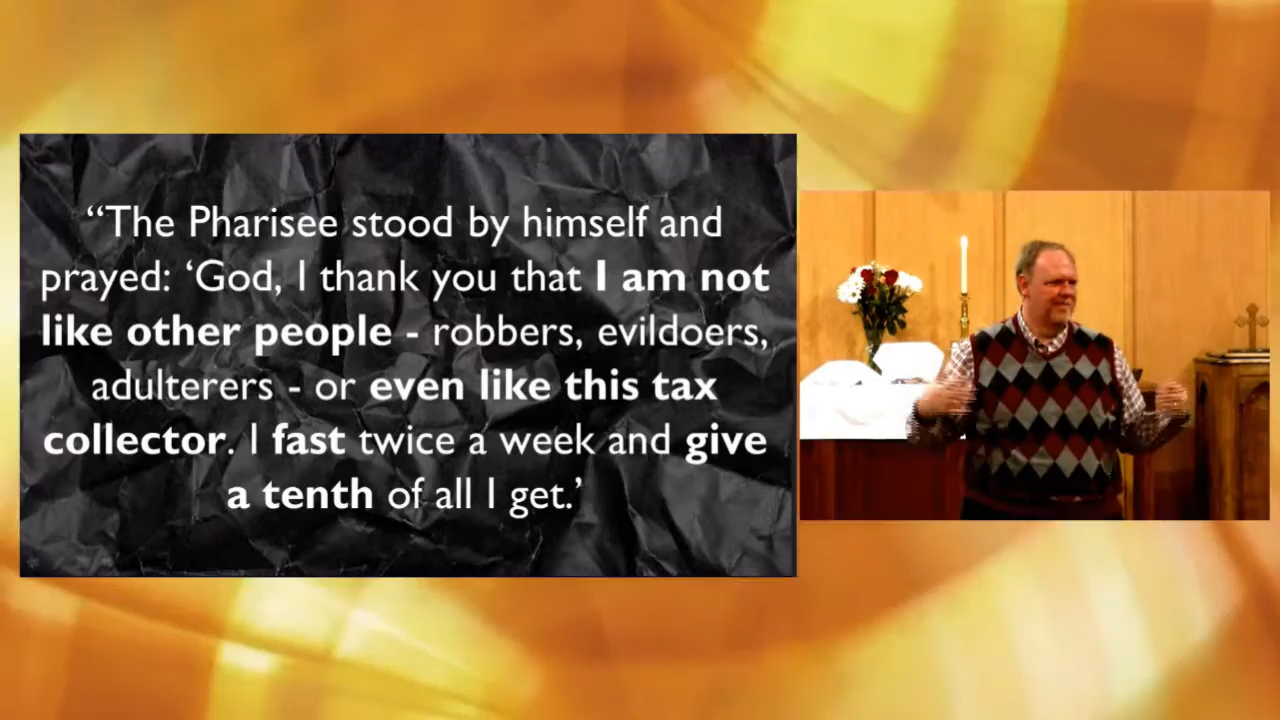 “The Pharisee stood by himself and
prayed: ‘God, I thank you that I am not
like other people - robbers, evildoers,
adulterers - or even like this tax
collector. I fast twice a week and give
a tenth of all I get.’